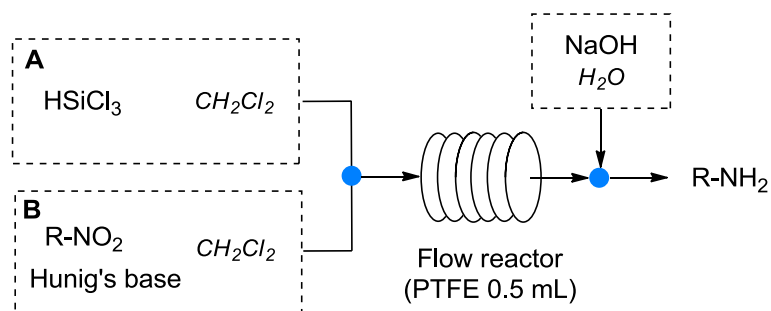 A
HSiCl₃ CH₂Cl₂
B
R-NO₂ CH₂Cl₂
Hunig's base
Flow reactor
(PTFE 0.5 mL)
NaOH
H₂O
R-NH₂